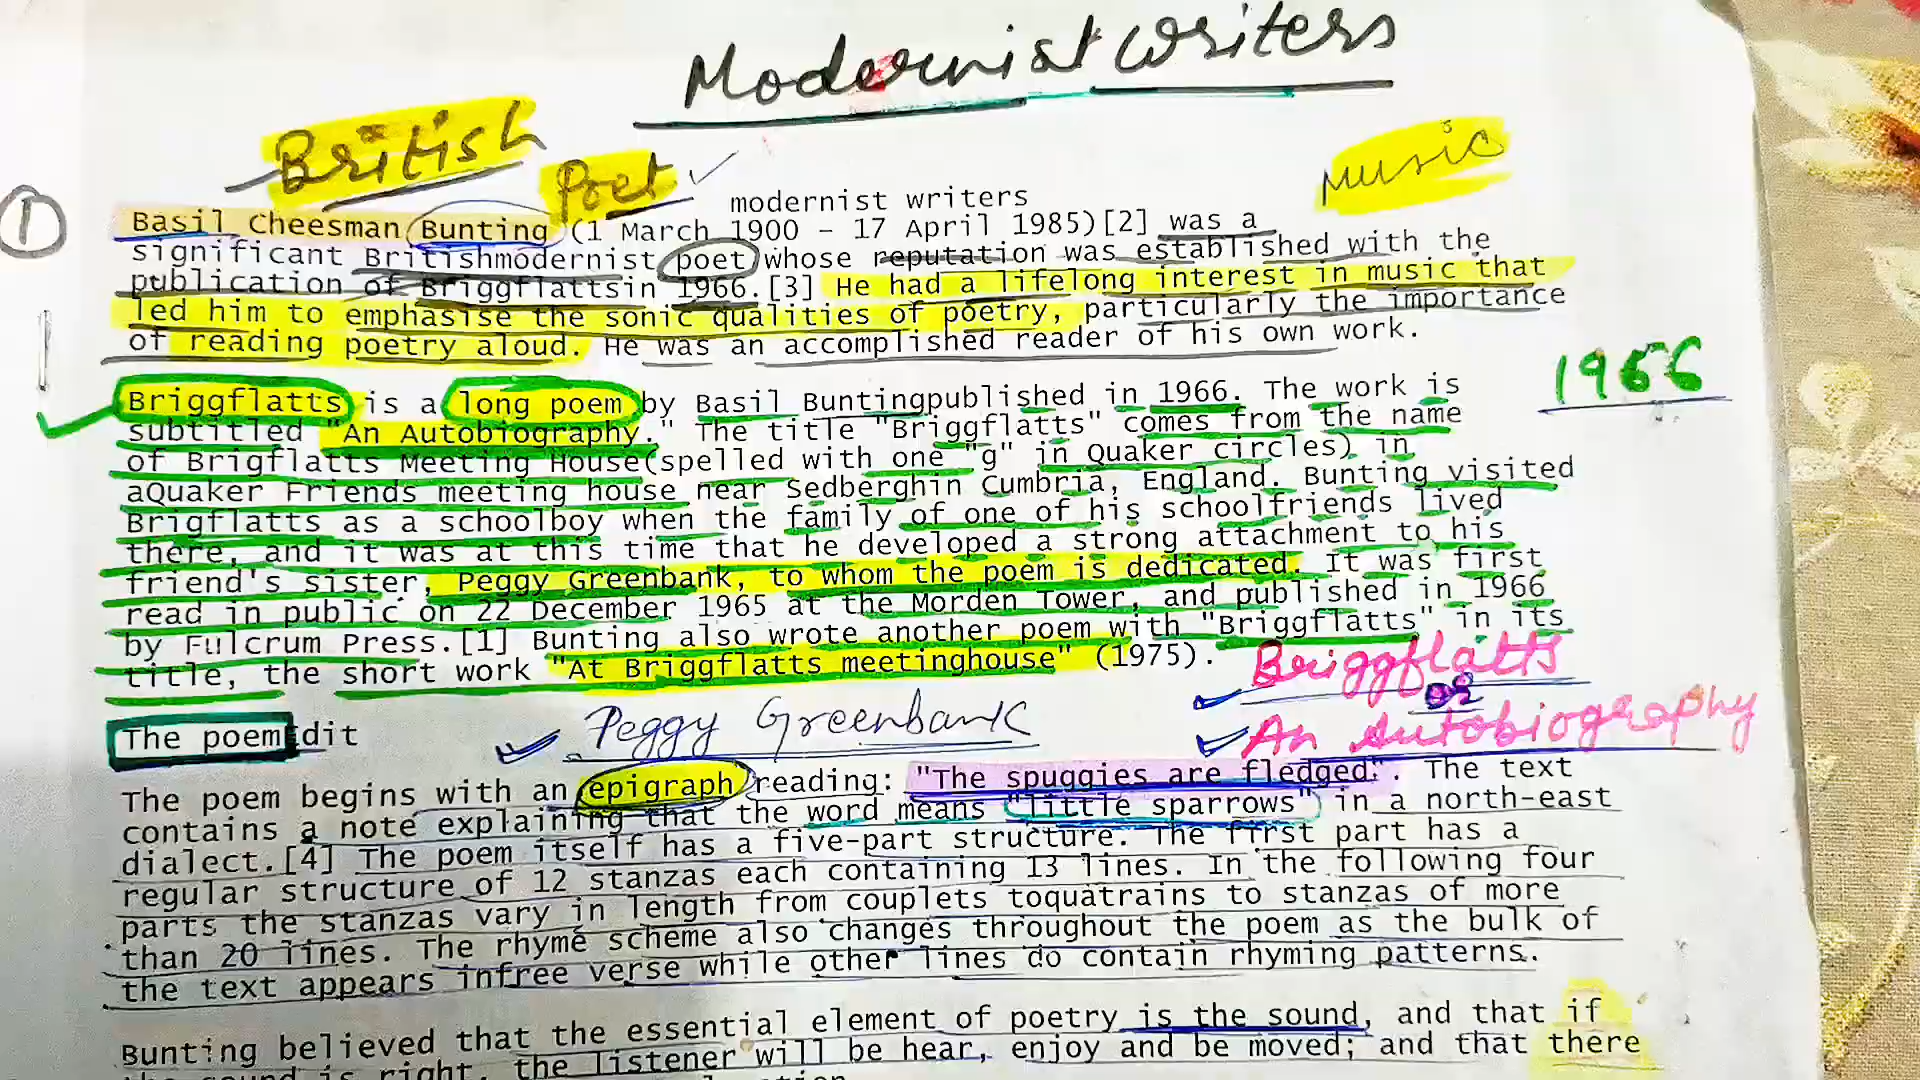 Modernist Writers
British
Poet
Music
modernist writers
1
Basil Cheesman Bunting (1 March 1900 – 17 April 1985)[2] was a
significant Britishmodernist poet whose reputation was established with the
publication of Briggflattsin 1966.[3] He had a lifelong interest in music that
led him to emphasise the sonic qualities of poetry, particularly the importance
of reading poetry aloud. He was an accomplished reader of his own work.
1966
Briggflatts is a long poem by Basil Buntingpublished in 1966. The work is
subtitled "An Autobiography." The title "Briggflatts" comes from the name
of Brigflatts Meeting House(spelled with one "g" in Quaker circles), in
aQuaker Friends meeting house near Sedberghin Cumbria, England. Bunting visited
Brigflatts as a schoolboy when the family of one of his schoolfriends lived
there, and it was at this time that he developed a strong attachment to his
friend's sister, Peggy Greenbank, to whom the poem is dedicated. It was first
read in public on 22 December 1965 at the Morden Tower, and published in 1966
by Fulcrum Press.[1] Bunting also wrote another poem with "Briggflatts" in its
title, the short work "At Briggflatts meetinghouse" (1975).
Briggflatts
or
An Autobiography
Peggy Greenbank
The poemEdit
The poem begins with an epigraph reading: "The spuggies are fledged". The text
contains a note explaining that the word means "little sparrows" in a north-east
dialect.[4] The poem itself has a five-part structure. The first part has a
regular structure of 12 stanzas each containing 13 lines. In the following four
parts the stanzas vary in length from couplets toquatrains to stanzas of more
than 20 lines. The rhyme scheme also changes throughout the poem as the bulk of
the text appears infree verse while other lines do contain rhyming patterns.
Bunting believed that the essential element of poetry is the sound, and that if
the sound is right, the listener will be hear, enjoy and be moved; and that there